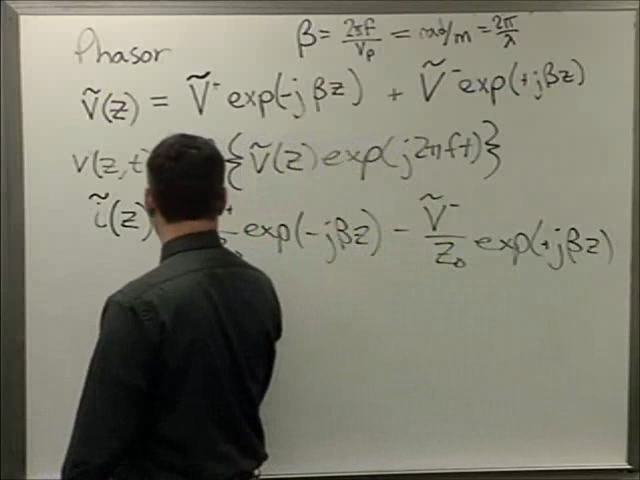 Phasor β = 2πf/Vp = rad/m = 2π/λ
Ṽ(z) = Ṽ⁺ exp(-jβz) + Ṽ⁻ exp(+jβz)
v(z,t {Ṽ(z) exp(j2πft)}
ĩ(z) exp(-jβz) - Ṽ⁻/Z₀ exp(+jβz)